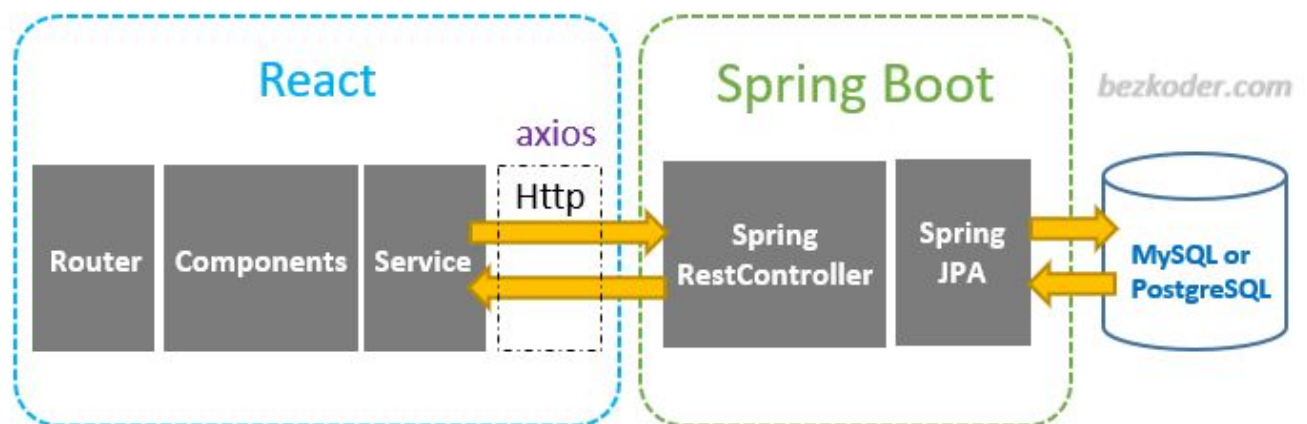 React
Spring Boot
bezkoder.com
axios
Http
Router
Components
Service
Spring
RestController
Spring
JPA
MySQL or
PostgreSQL